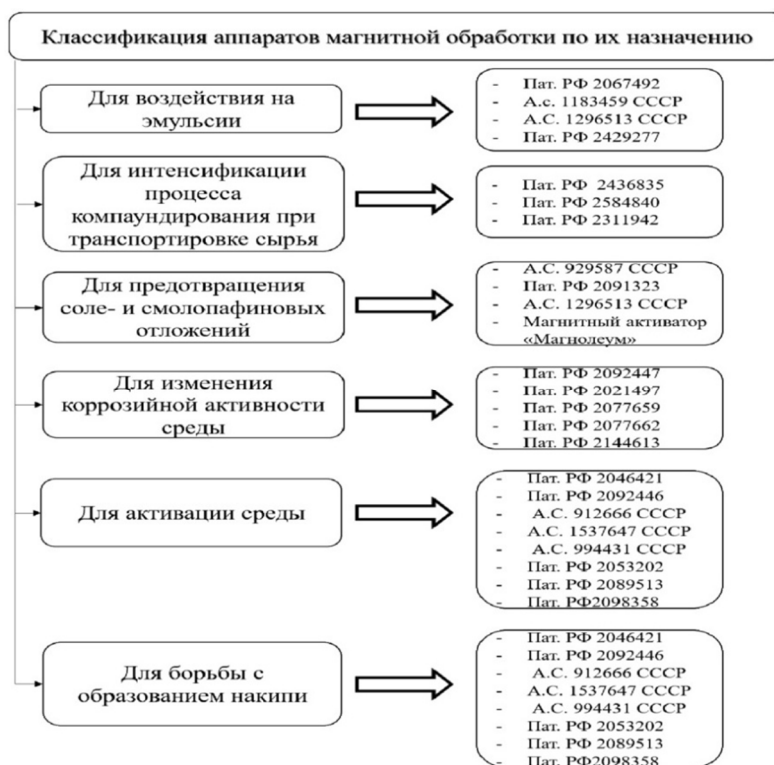 Классификация аппаратов магнитной обработки по их назначению
Для воздействия на
эмульсии
- Пат. РФ 2067492
- А.с. 1183459 СССР
- А.С. 1296513 СССР
- Пат. РФ 2429277
Для интенсификации
процесса
компаундирования при
транспортировке сырья
- Пат. РФ 2436835
- Пат. РФ 2584840
- Пат. РФ 2311942
Для предотвращения
соле- и смолопафиновых
отложений
- А.С. 929587 СССР
- Пат. РФ 2091323
- А.С. 1296513 СССР
- Магнитный активатор
«Магнолеум»
Для изменения
коррозийной активности
среды
- Пат. РФ 2092447
- Пат. РФ 2021497
- Пат. РФ 2077659
- Пат. РФ 2077662
- Пат. РФ 2144613
Для активации среды
- Пат. РФ 2046421
- Пат. РФ 2092446
- А.С. 912666 СССР
- А.С. 1537647 СССР
- А.С. 994431 СССР
- Пат. РФ 2053202
- Пат. РФ 2089513
- Пат. РФ2098358
Для борьбы с
образованием накипи
- Пат. РФ 2046421
- Пат. РФ 2092446
- А.С. 912666 СССР
- А.С. 1537647 СССР
- А.С. 994431 СССР
- Пат. РФ 2053202
- Пат. РФ 2089513
- Пат. РФ2098358